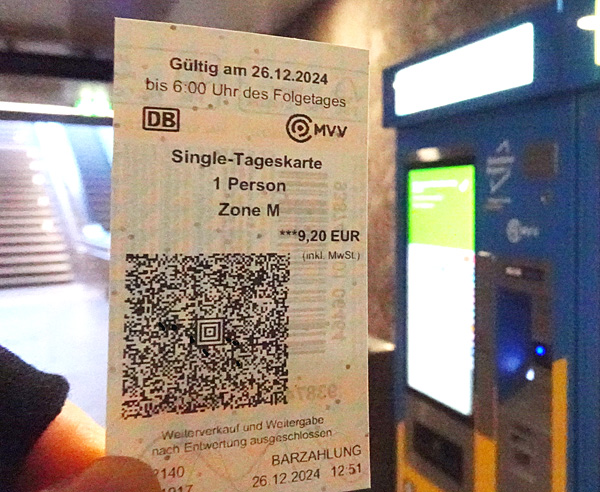 Gültig am 26.12.2024
bis 6:00 Uhr des Folgetages
DB
MVV
Single-Tageskarte
1 Person
Zone M
***9,20 EUR
(inkl. MwSt.)
Weiterverkauf und Weitergabe
nach Entwertung ausgeschlossen
2140
BARZAHLUNG
26.12.2024 12:51
MVV